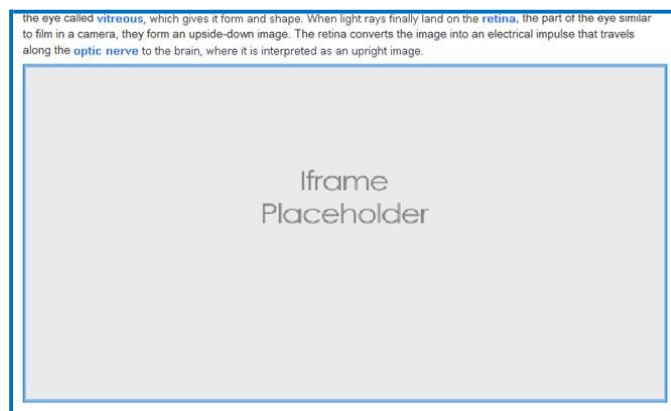 the eye called vitreous, which gives it form and shape. When light rays finally land on the retina, the part of the eye similar
to film in a camera, they form an upside-down image. The retina converts the image into an electrical impulse that travels
along the optic nerve to the brain, where it is interpreted as an upright image.
Iframe
Placeholder